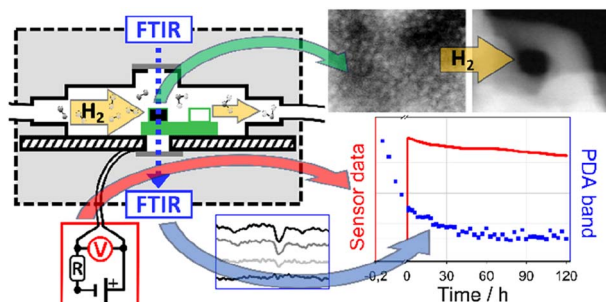 FTIR
H2
H2
FTIR
V
R
+
Sensor data
PDA band
-0,2 0 30 60 90 120
Time / h